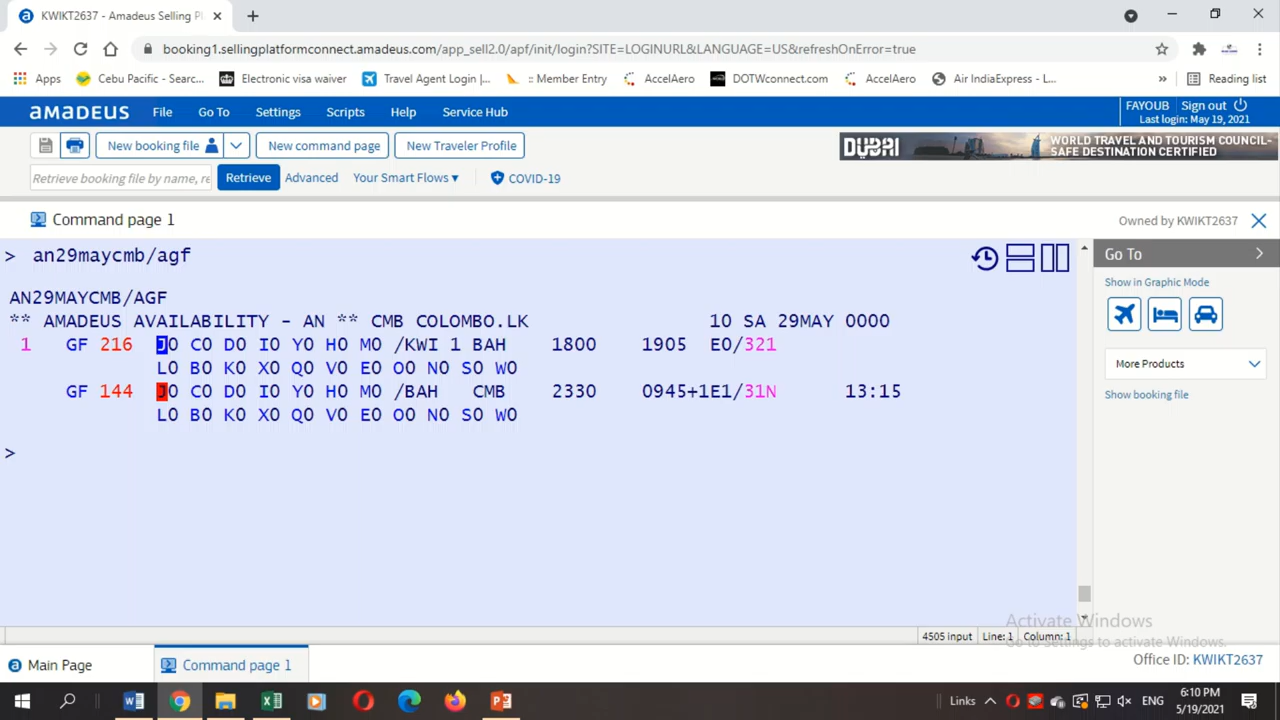 KWIKT2637 - Amadeus Selling Pl
booking1.sellingplatformconnect.amadeus.com/app_sell2.0/apf/init/login?SITE=LOGINURL&LANGUAGE=US&refreshOnError=true
Apps Cebu Pacific - Searc... Electronic visa waiver Travel Agent Login |... :: Member Entry AccelAero DOTWconnect.com AccelAero Air IndiaExpress - L... » Reading list
amadeus File Go To Settings Scripts Help Service Hub FAYOUB Sign out
Last login: May 19, 2021
New booking file New command page New Traveler Profile DUBAI WORLD TRAVEL AND TOURISM COUNCIL-
SAFE DESTINATION CERTIFIED
Retrieve booking file by name, re Retrieve Advanced Your Smart Flows COVID-19
Command page 1 Owned by KWIKT2637
> an29maycmb/agf
Go To
Show in Graphic Mode
AN29MAYCMB/AGF
** AMADEUS AVAILABILITY - AN ** CMB COLOMBO.LK 10 SA 29MAY 0000
1 GF 216 J0 C0 D0 I0 Y0 H0 M0 /KWI 1 BAH 1800 1905 E0/321
L0 B0 K0 X0 Q0 V0 E0 O0 N0 S0 W0
GF 144 J0 C0 D0 I0 Y0 H0 M0 /BAH CMB 2330 0945+1E1/31N 13:15
L0 B0 K0 X0 Q0 V0 E0 O0 N0 S0 W0
>
More Products
Show booking file
Activate Windows
Go to Settings to activate Windows.
4505 input Line: 1 Column: 1
Main Page Command page 1 Office ID: KWIKT2637
Links ENG 6:10 PM
5/19/2021